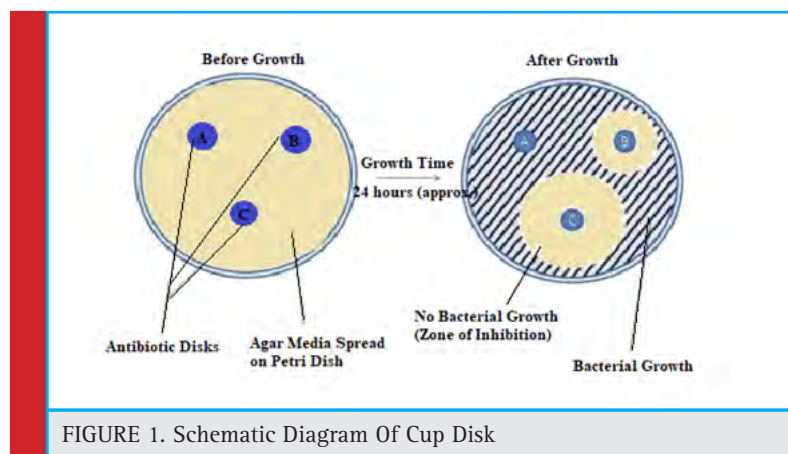 Before Growth
After Growth
A
B
C
Growth Time
24 hours (approx.)
A
B
C
Antibiotic Disks
Agar Media Spread
on Petri Dish
No Bacterial Growth
(Zone of Inhibition)
Bacterial Growth
FIGURE 1. Schematic Diagram Of Cup Disk